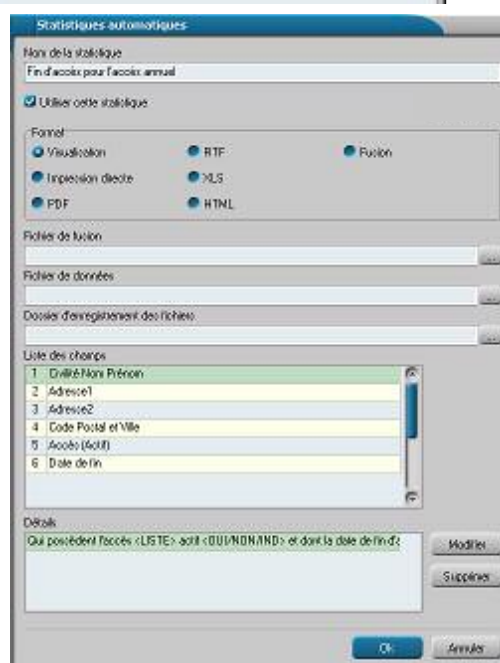 Statistiques automatiques
Nom de la statistique
Fin d'accès pour l'accès annuel
Utiliser cette statistique
Format
Visualisation
RTF
Fusion
Impression directe
XLS
PDF
HTML
Fichier de fusion
...
Fichier de données
...
Dossier d'enregistrement des fichiers
...
Liste des champs
1 Civilité Nom Prénom
2 Adresse1
3 Adresse2
4 Code Postal et Ville
5 Accès (Actif)
6 Date de fin
Détails
Qui possèdent l'accès <LISTE> actif <OUI/NON/IND> et dont la date de fin d'a
Modifier
Supprimer
Ok
Annuler